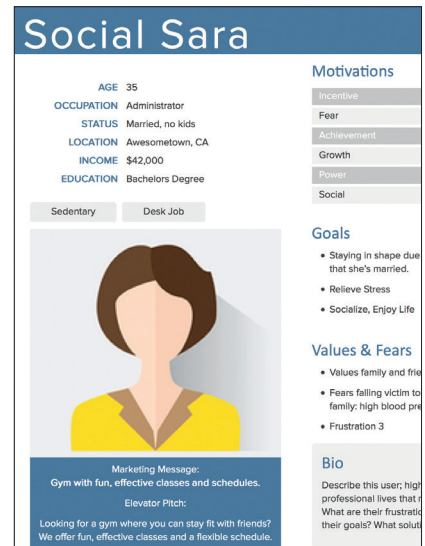 Social Sara
AGE 35
OCCUPATION Administrator
STATUS Married, no kids
LOCATION Awesometown, CA
INCOME $42,000
EDUCATION Bachelors Degree
Sedentary Desk Job
Marketing Message:
Gym with fun, effective classes and schedules.
Elevator Pitch:
Looking for a gym where you can stay fit with friends?
We offer fun, effective classes and a flexible schedule.
Motivations
Incentive
Fear
Achievement
Growth
Power
Social
Goals
• Staying in shape due
that she's married.
• Relieve Stress
• Socialize, Enjoy Life
Values & Fears
• Values family and frie
• Fears falling victim to
family: high blood pre
• Frustration 3
Bio
Describe this user; high
professional lives that
What are their frustratio
their goals? What soluti